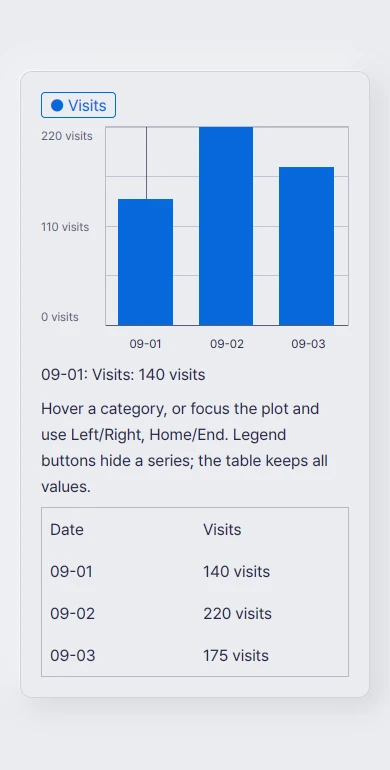 Visits
220 visits
110 visits
0 visits
09-01 09-02 09-03
09-01: Visits: 140 visits
Hover a category, or focus the plot and
use Left/Right, Home/End. Legend
buttons hide a series; the table keeps all
values.
Date Visits
09-01 140 visits
09-02 220 visits
09-03 175 visits